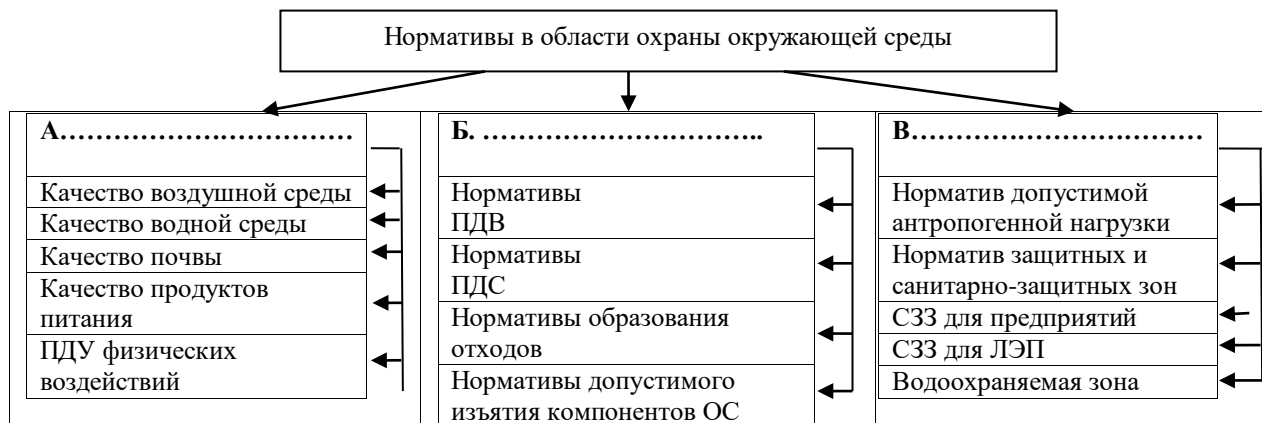 Нормативы в области охраны окружающей среды
А…………………………….
Качество воздушной среды
Качество водной среды
Качество почвы
Качество продуктов
питания
ПДУ физических
воздействий
Б. …………………………..
Нормативы
ПДВ
Нормативы
ПДС
Нормативы образования
отходов
Нормативы допустимого
изъятия компонентов ОС
В…………………………….
Норматив допустимой
антропогенной нагрузки
Норматив защитных и
санитарно-защитных зон
СЗЗ для предприятий
СЗЗ для ЛЭП
Водоохраняемая зона